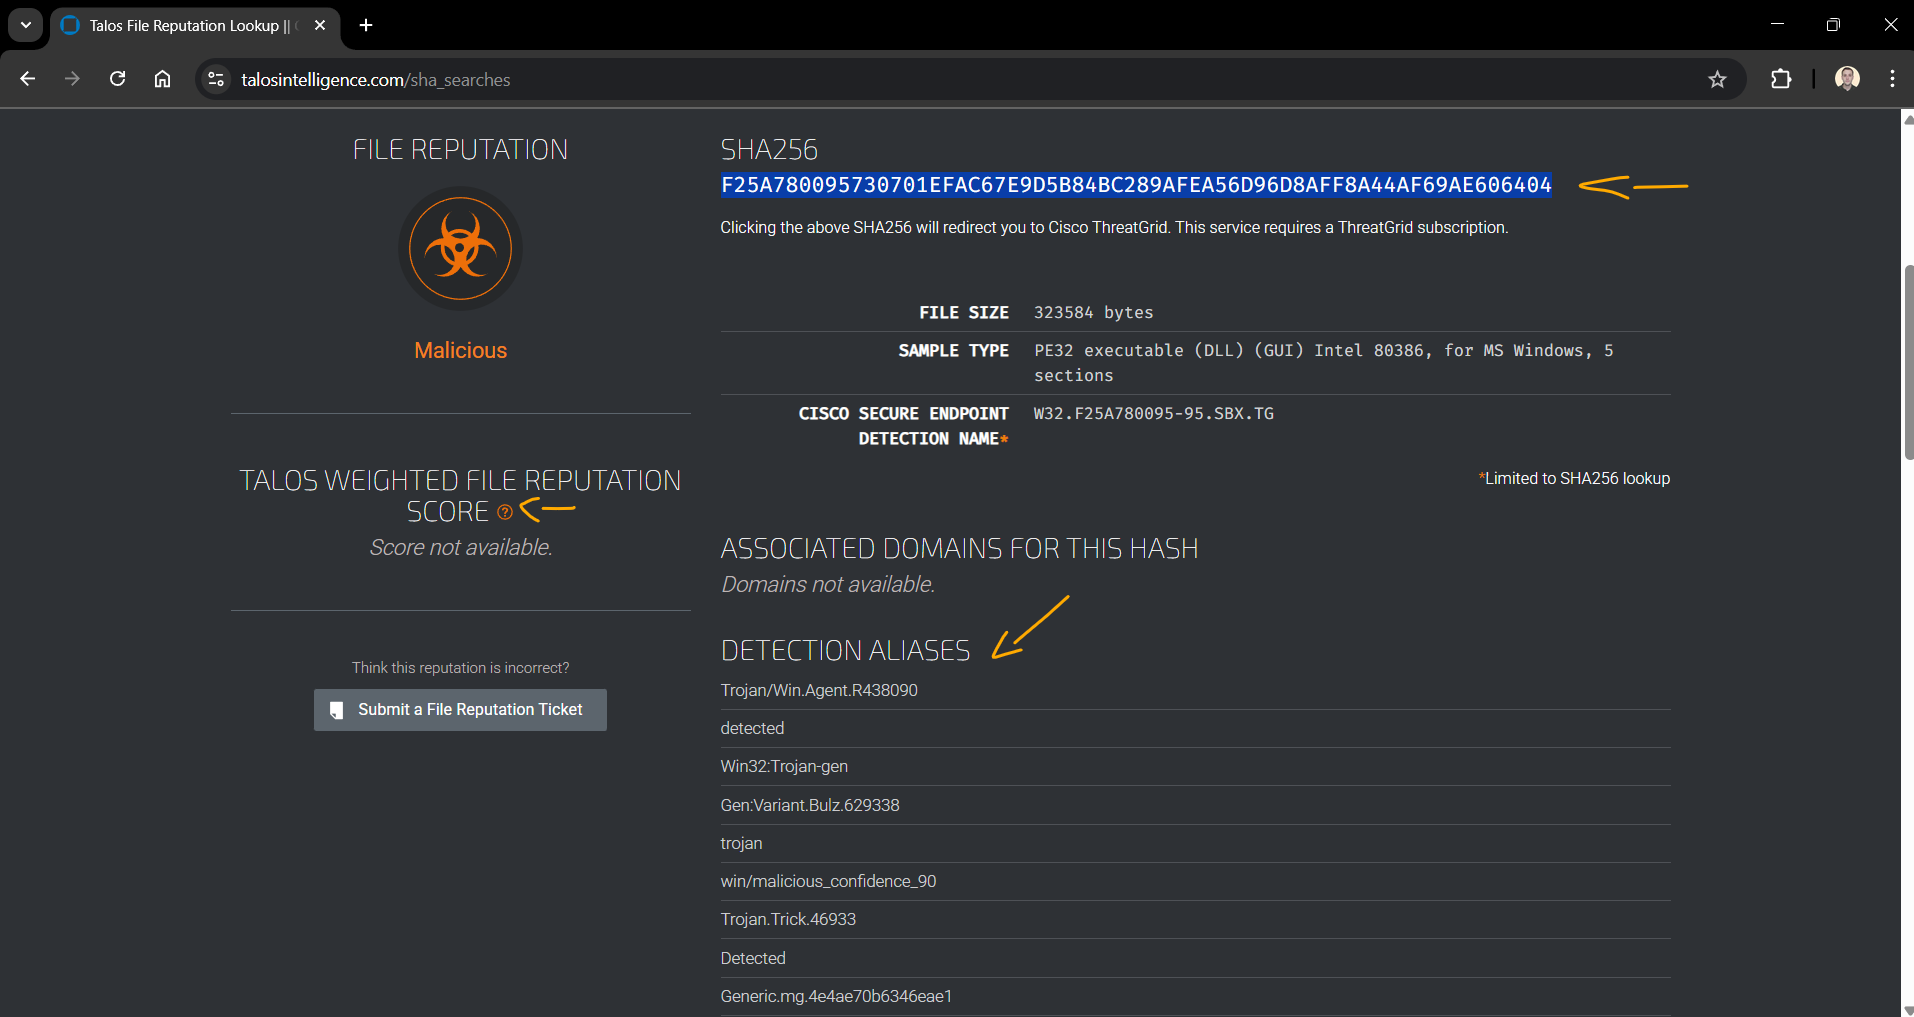 Talos File Reputation Lookup ||
talosintelligence.com/sha_searches
FILE REPUTATION
Malicious
TALOS WEIGHTED FILE REPUTATION
SCORE ?
Score not available.
Think this reputation is incorrect?
Submit a File Reputation Ticket
SHA256
F25A780095730701EFAC67E9D5B84BC289AFEA56D96D8AFF8A44AF69AE606404
Clicking the above SHA256 will redirect you to Cisco ThreatGrid. This service requires a ThreatGrid subscription.
FILE SIZE 323584 bytes
SAMPLE TYPE PE32 executable (DLL) (GUI) Intel 80386, for MS Windows, 5
sections
CISCO SECURE ENDPOINT W32.F25A780095-95.SBX.TG
DETECTION NAME*
*Limited to SHA256 lookup
ASSOCIATED DOMAINS FOR THIS HASH
Domains not available.
DETECTION ALIASES
Trojan/Win.Agent.R438090
detected
Win32:Trojan-gen
Gen:Variant.Bulz.629338
trojan
win/malicious_confidence_90
Trojan.Trick.46933
Detected
Generic.mg.4e4ae70b6346eae1